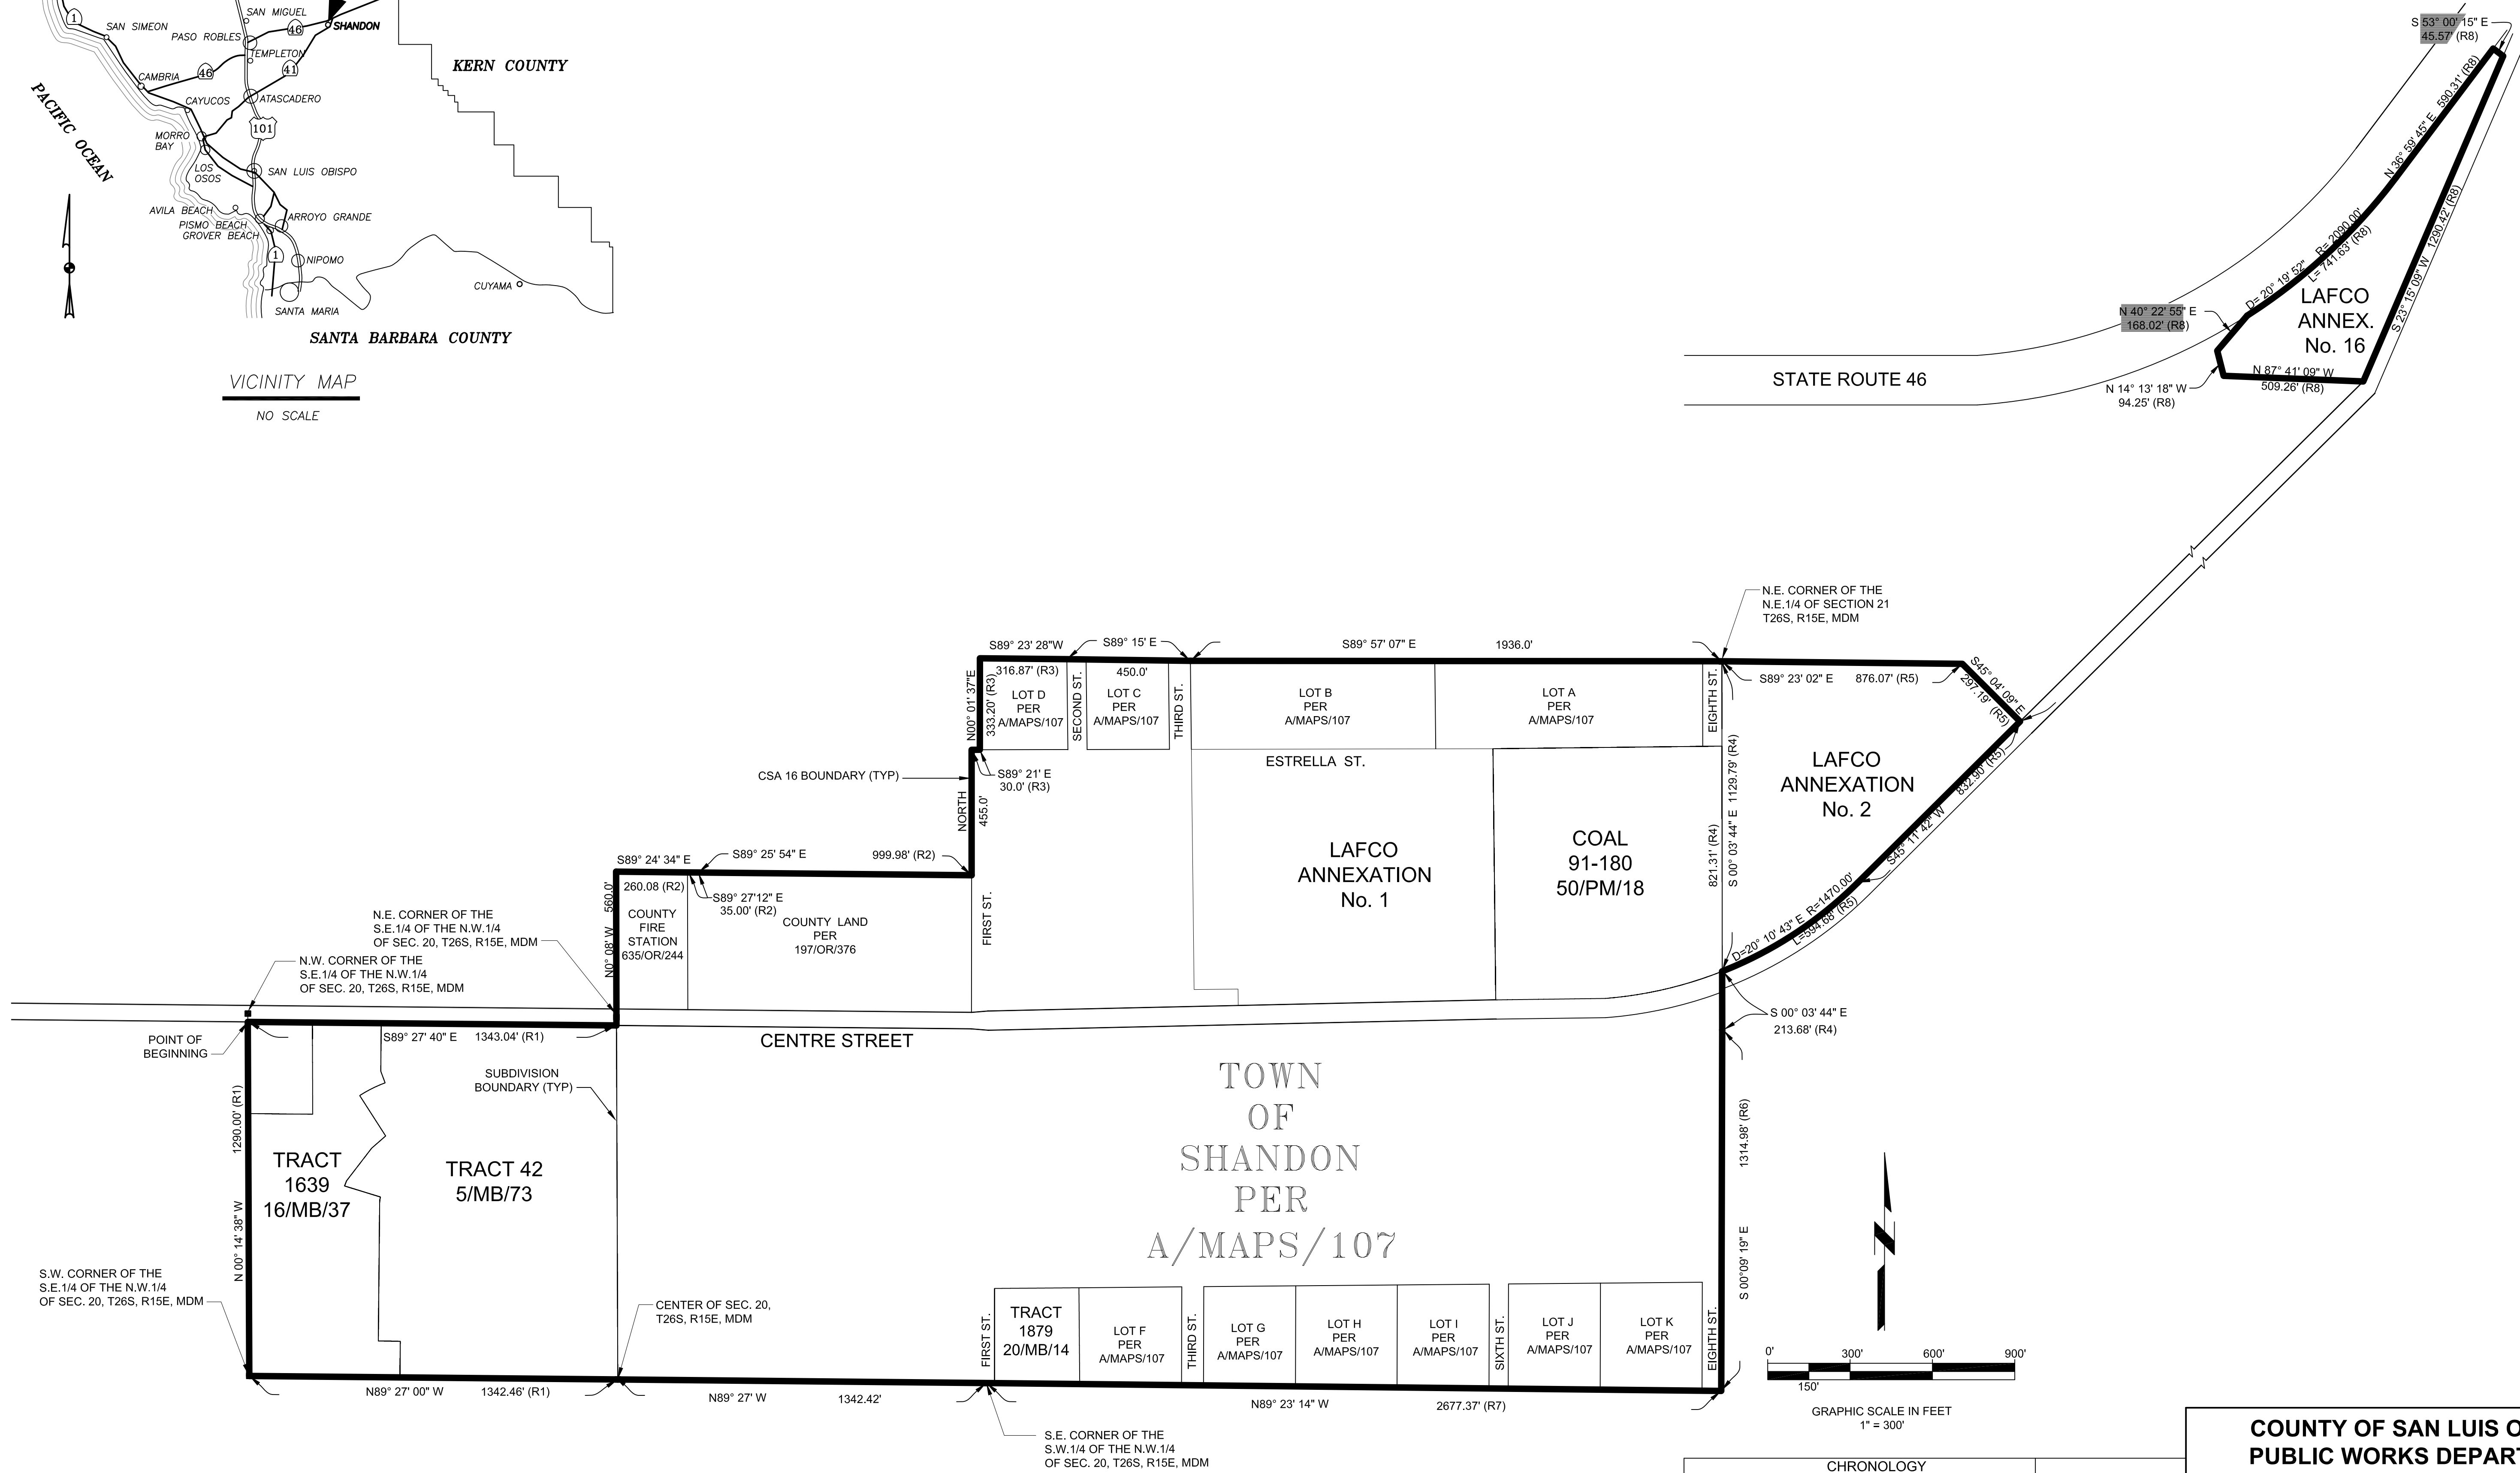 1
SAN SIMEON
SAN MIGUEL
PASO ROBLES
46
SHANDON
TEMPLETON
46
41
CAMBRIA
CAYUCOS
ATASCADERO
101
MORRO
BAY
LOS
OSOS
SAN LUIS OBISPO
AVILA BEACH
PISMO BEACH
GROVER BEACH
ARROYO GRANDE
1
NIPOMO
CUYAMA
SANTA MARIA
KERN COUNTY
PACIFIC OCEAN
SANTA BARBARA COUNTY
VICINITY MAP
NO SCALE
S 53° 00' 15" E
45.57' (R8)
N 36° 59' 45" E 590.31' (R8)
D= 20° 19' 52" R= 2090.00'
L= 741.63' (R8)
S 23° 15' 09" W 1290.42' (R8)
LAFCO
ANNEX.
No. 16
N 40° 22' 55" E
168.02' (R8)
N 14° 13' 18" W
94.25' (R8)
N 87° 41' 09" W
509.26' (R8)
STATE ROUTE 46
N.E. CORNER OF THE
N.E.1/4 OF SECTION 21
T26S, R15E, MDM
S89° 23' 28"W
316.87' (R3)
S89° 15' E
450.0'
S89° 57' 07" E 1936.0'
S89° 23' 02" E 876.07' (R5)
S45° 04' 09" E
297.19' (R5)
N00° 01' 37"E
333.20' (R3)
LOT D
PER
A/MAPS/107
SECOND ST.
LOT C
PER
A/MAPS/107
THIRD ST.
LOT B
PER
A/MAPS/107
LOT A
PER
A/MAPS/107
EIGHTH ST.
ESTRELLA ST.
CSA 16 BOUNDARY (TYP)
S89° 21' E
30.0' (R3)
NORTH
455.0'
LAFCO
ANNEXATION
No. 1
COAL
91-180
50/PM/18
821.31' (R4)
S 00° 03' 44" E 1129.79' (R4)
LAFCO
ANNEXATION
No. 2
S45° 11' 42" W 832.90' (R5)
D=20° 10' 43" E R=1470.00'
L=594.68' (R5)
S89° 24' 34" E
260.08 (R2)
S89° 25' 54" E 999.98' (R2)
S89° 27'12" E
35.00' (R2)
N0° 08' W 560.0'
COUNTY
FIRE
STATION
635/OR/244
COUNTY LAND
PER
197/OR/376
FIRST ST.
N.E. CORNER OF THE
S.E.1/4 OF THE N.W.1/4
OF SEC. 20, T26S, R15E, MDM
N.W. CORNER OF THE
S.E.1/4 OF THE N.W.1/4
OF SEC. 20, T26S, R15E, MDM
POINT OF
BEGINNING
S89° 27' 40" E 1343.04' (R1)
CENTRE STREET
S 00° 03' 44" E
213.68' (R4)
SUBDIVISION
BOUNDARY (TYP)
N 00° 14' 38" W 1290.00' (R1)
TRACT
1639
16/MB/37
TRACT 42
5/MB/73
TOWN
OF
SHANDON
PER
A/MAPS/107
S 00°09' 19" E 1314.98' (R6)
S.W. CORNER OF THE
S.E.1/4 OF THE N.W.1/4
OF SEC. 20, T26S, R15E, MDM
CENTER OF SEC. 20,
T26S, R15E, MDM
FIRST ST.
TRACT
1879
20/MB/14
LOT F
PER
A/MAPS/107
THIRD ST.
LOT G
PER
A/MAPS/107
LOT H
PER
A/MAPS/107
LOT I
PER
A/MAPS/107
SIXTH ST.
LOT J
PER
A/MAPS/107
LOT K
PER
A/MAPS/107
EIGHTH ST.
N89° 27' 00" W 1342.46' (R1)
N89° 27' W 1342.42'
N89° 23' 14" W 2677.37' (R7)
S.E. CORNER OF THE
S.W.1/4 OF THE N.W.1/4
OF SEC. 20, T26S, R15E, MDM
0' 300' 600' 900'
150'
GRAPHIC SCALE IN FEET
1" = 300'
CHRONOLOGY
COUNTY OF SAN LUIS O
PUBLIC WORKS DEPAR